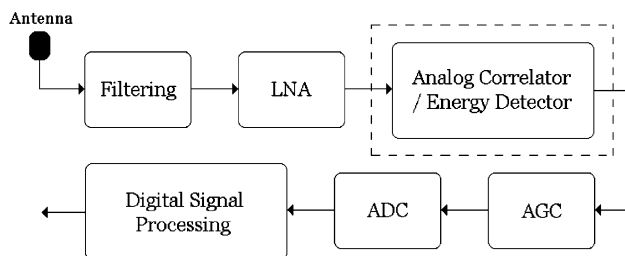 Antenna
Filtering
LNA
Analog Correlator
/ Energy Detector
Digital Signal
Processing
ADC
AGC